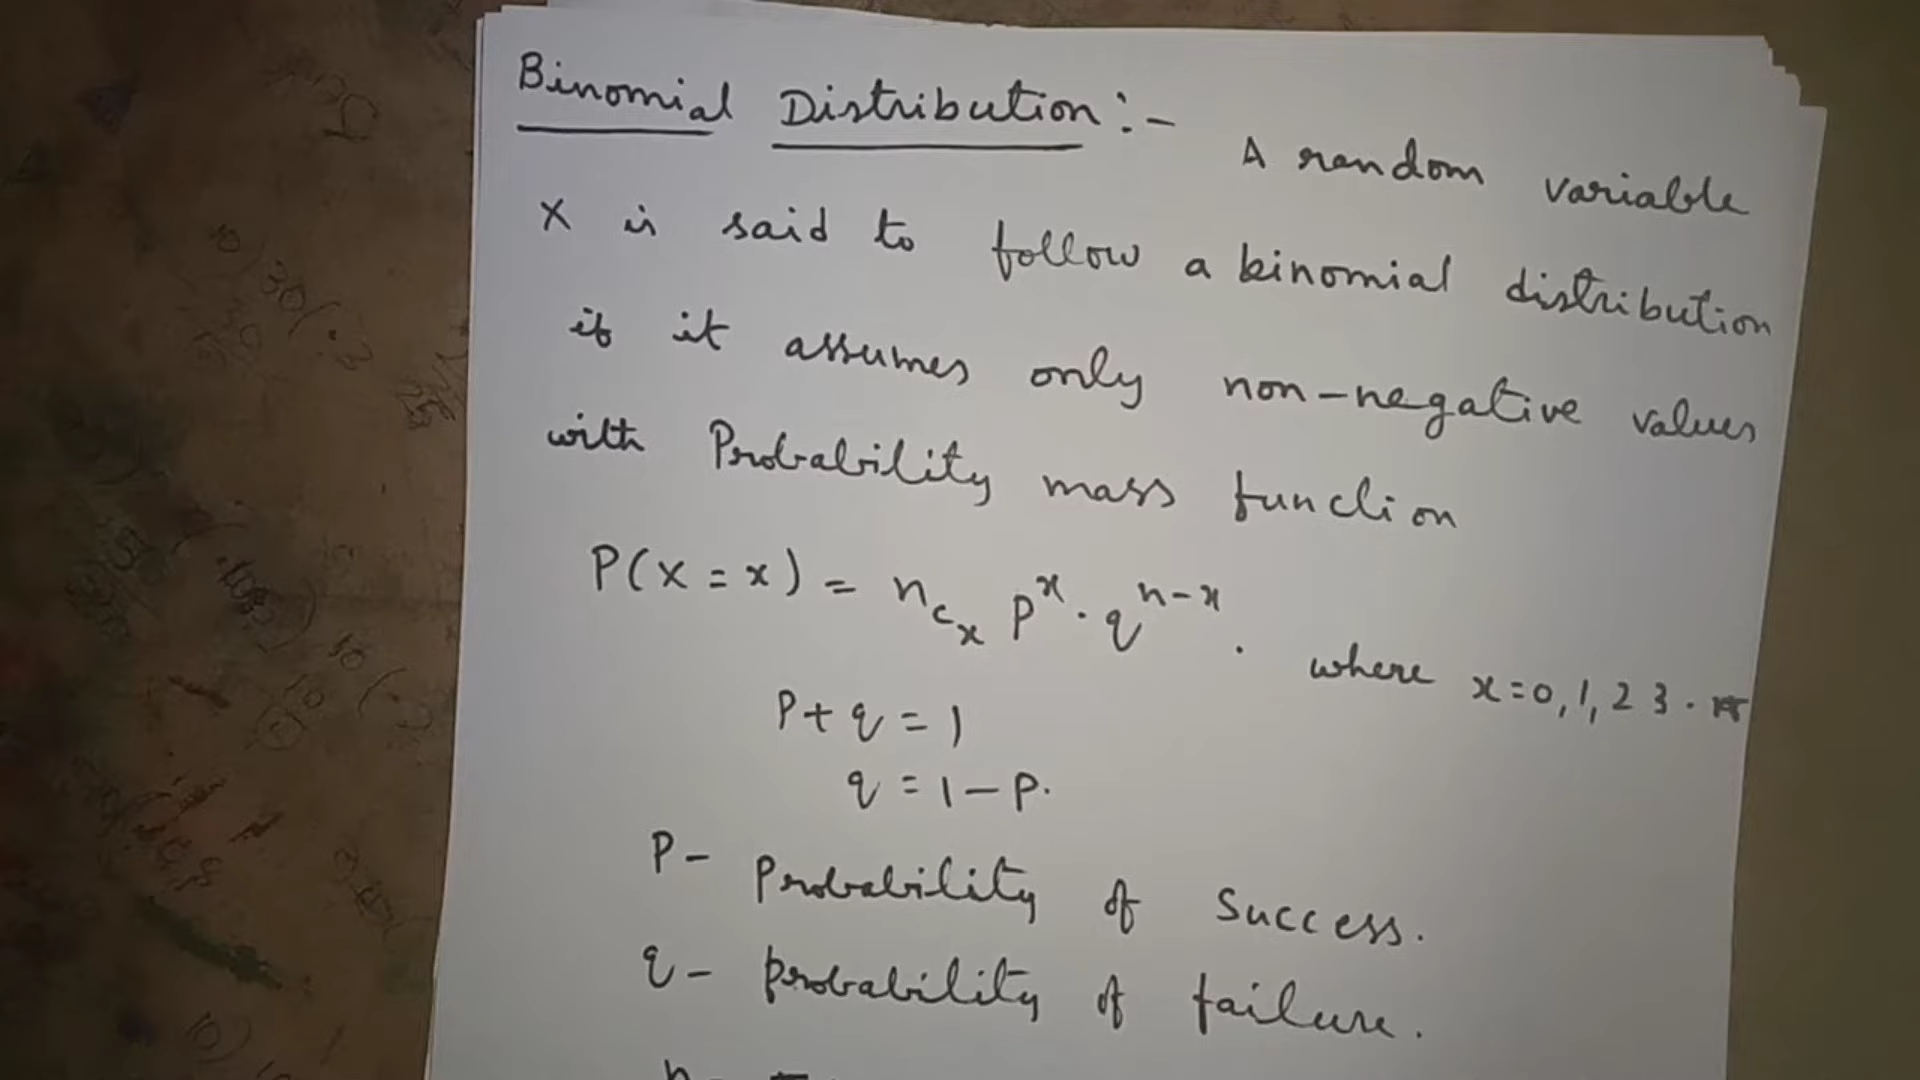 Binomial Distribution :-
A random variable
X is said to follow a binomial distribution
if it assumes only non-negative values
with Probability mass function
P(X = x) = n c x p^x . q^n-x . where x = 0, 1, 2 3 .
P + q = 1
q = 1 - P.
P - Probability of Success.
q - probability of failure.
n -